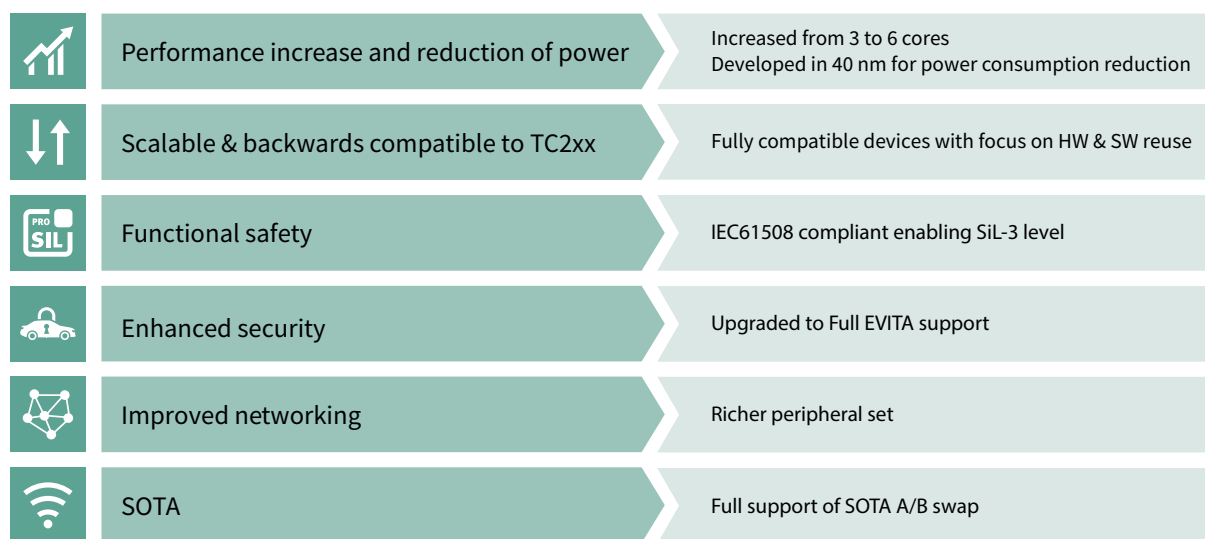 Performance increase and reduction of power
Increased from 3 to 6 cores
Developed in 40 nm for power consumption reduction
Scalable & backwards compatible to TC2xx
Fully compatible devices with focus on HW & SW reuse
PRO
SIL
Functional safety
IEC61508 compliant enabling SiL-3 level
Enhanced security
Upgraded to Full EVITA support
Improved networking
Richer peripheral set
SOTA
Full support of SOTA A/B swap